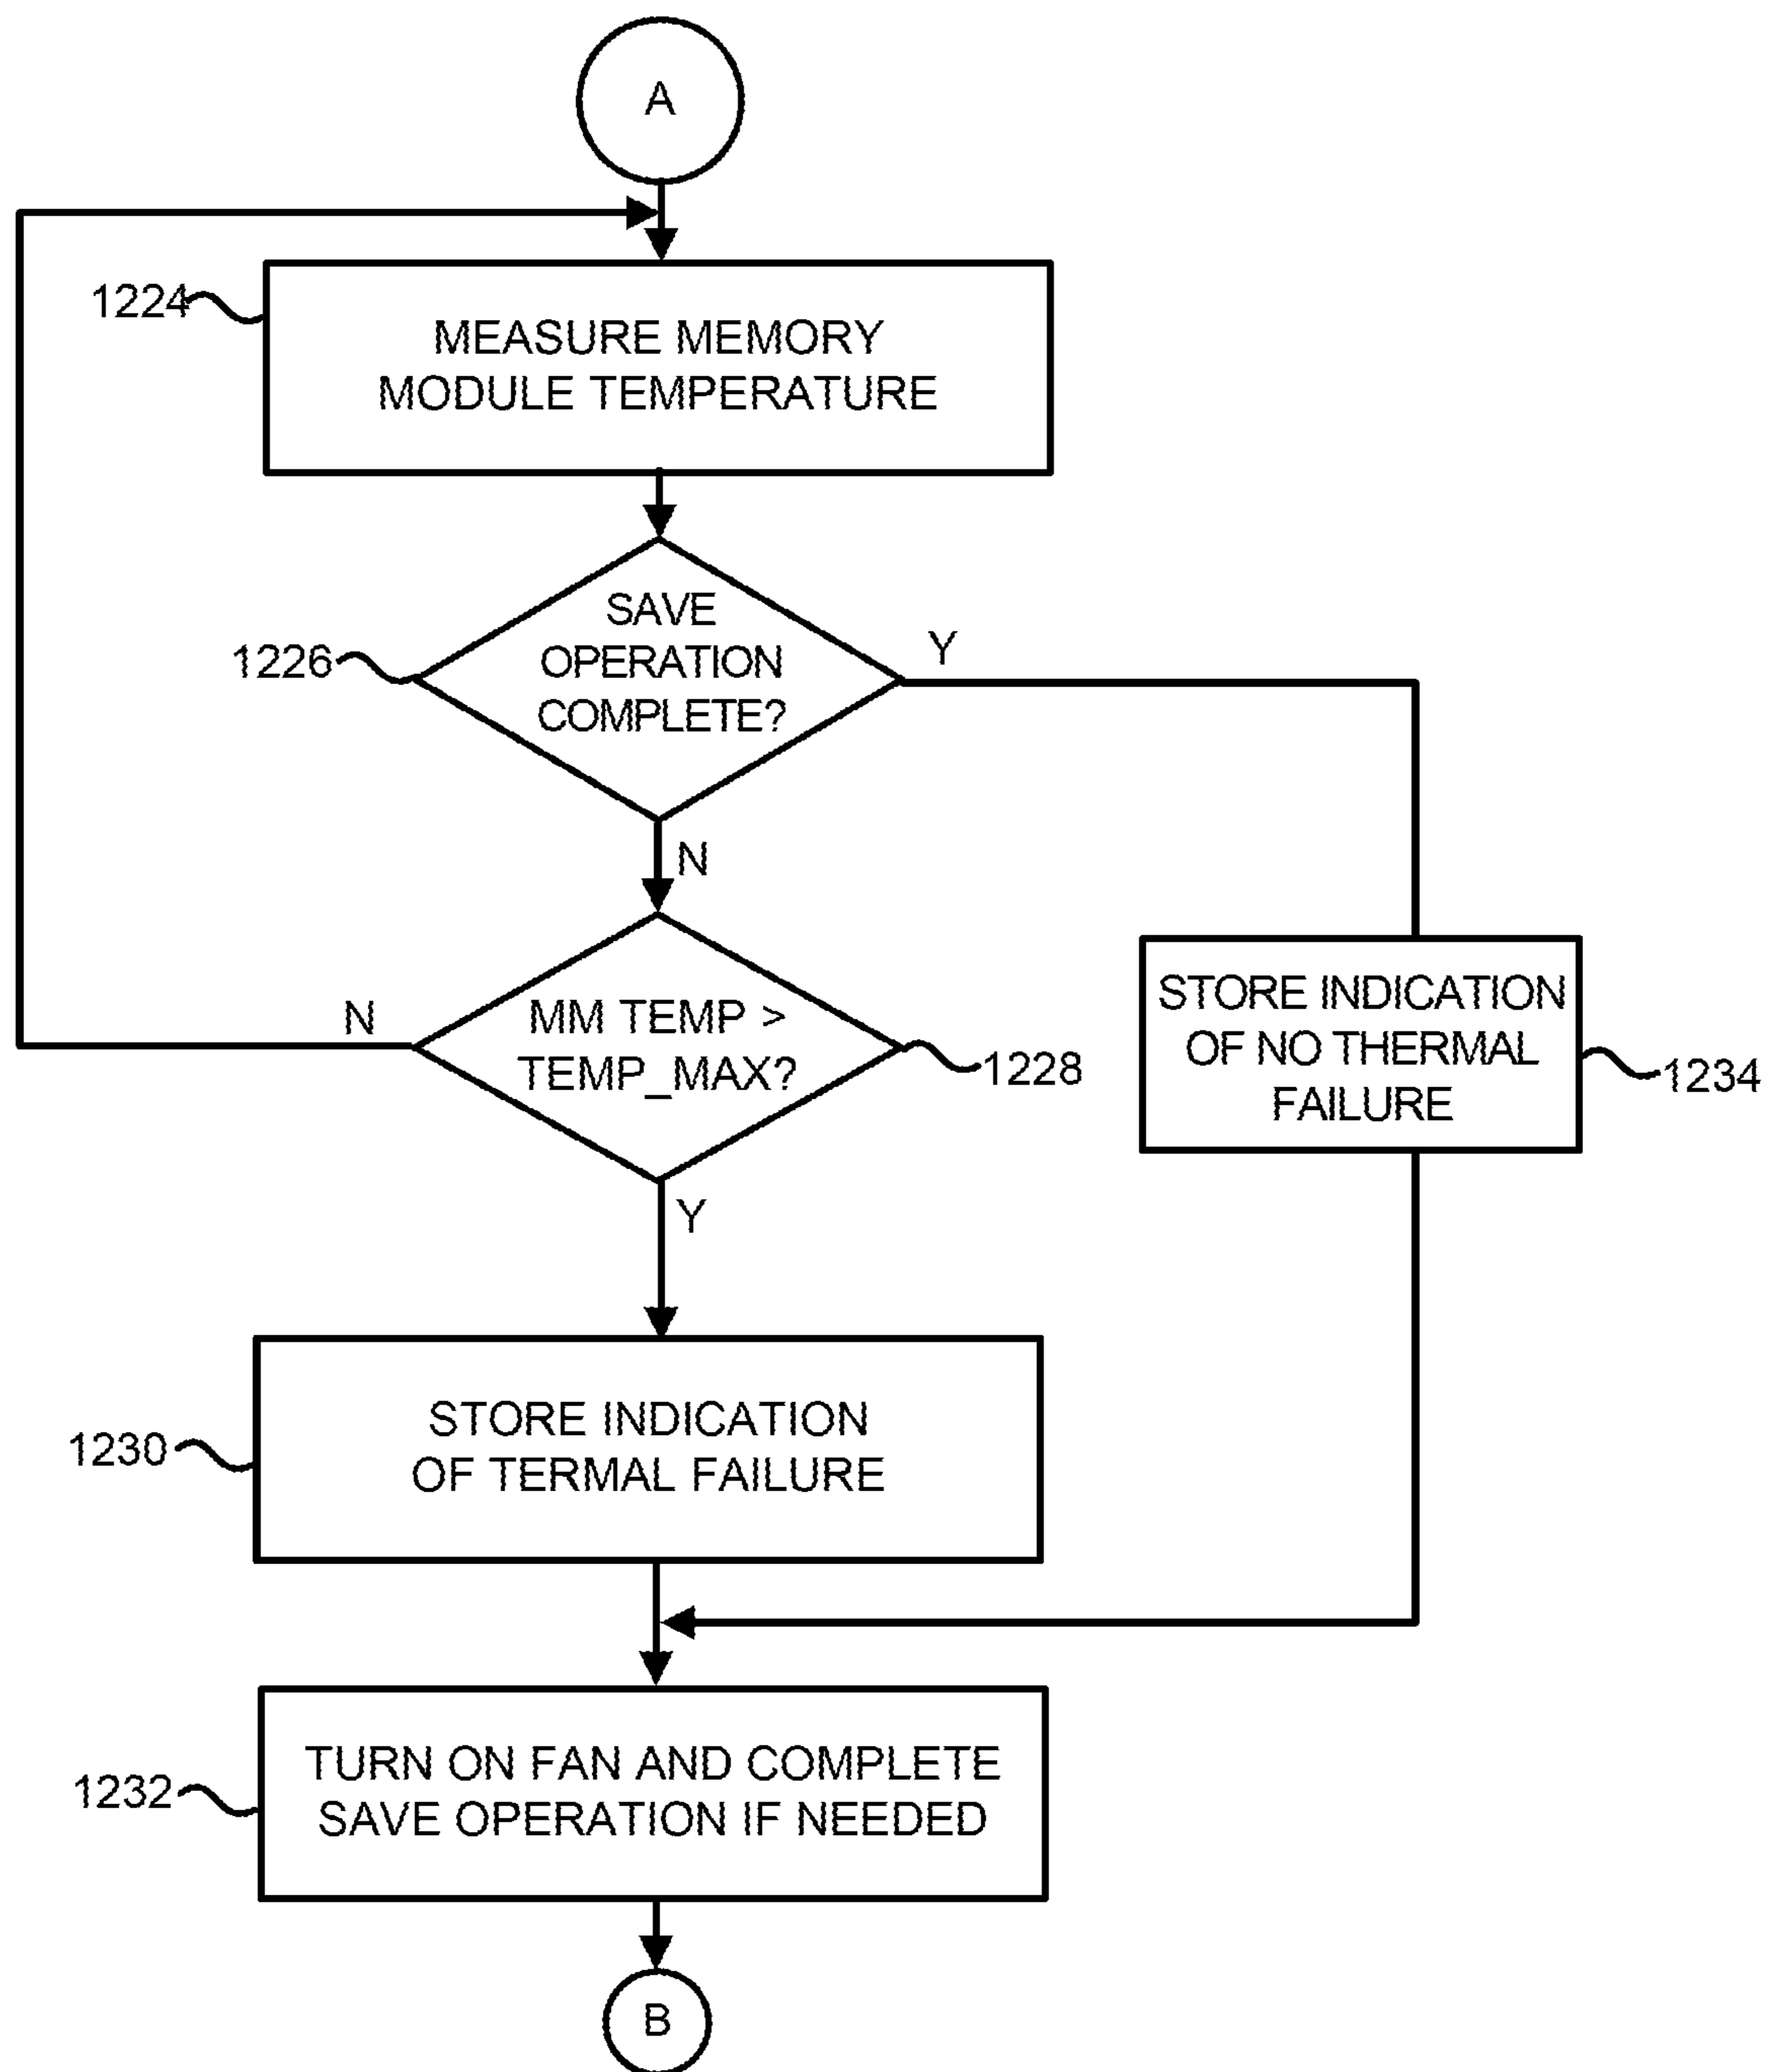 A
1224
MEASURE MEMORY
MODULE TEMPERATURE
1226
SAVE
OPERATION
COMPLETE?
Y
N
N
MM TEMP >
TEMP_MAX?
1228
STORE INDICATION
OF NO THERMAL
FAILURE
1234
Y
1230
STORE INDICATION
OF TERMAL FAILURE
1232
TURN ON FAN AND COMPLETE
SAVE OPERATION IF NEEDED
B